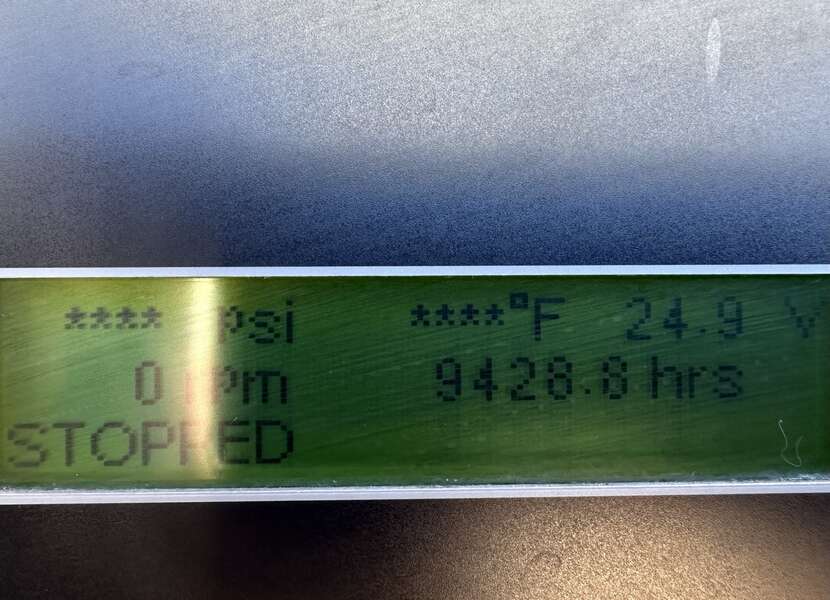 **** psi ****°F 24.9 V
0 rpm 9428.8 hrs
STOPPED